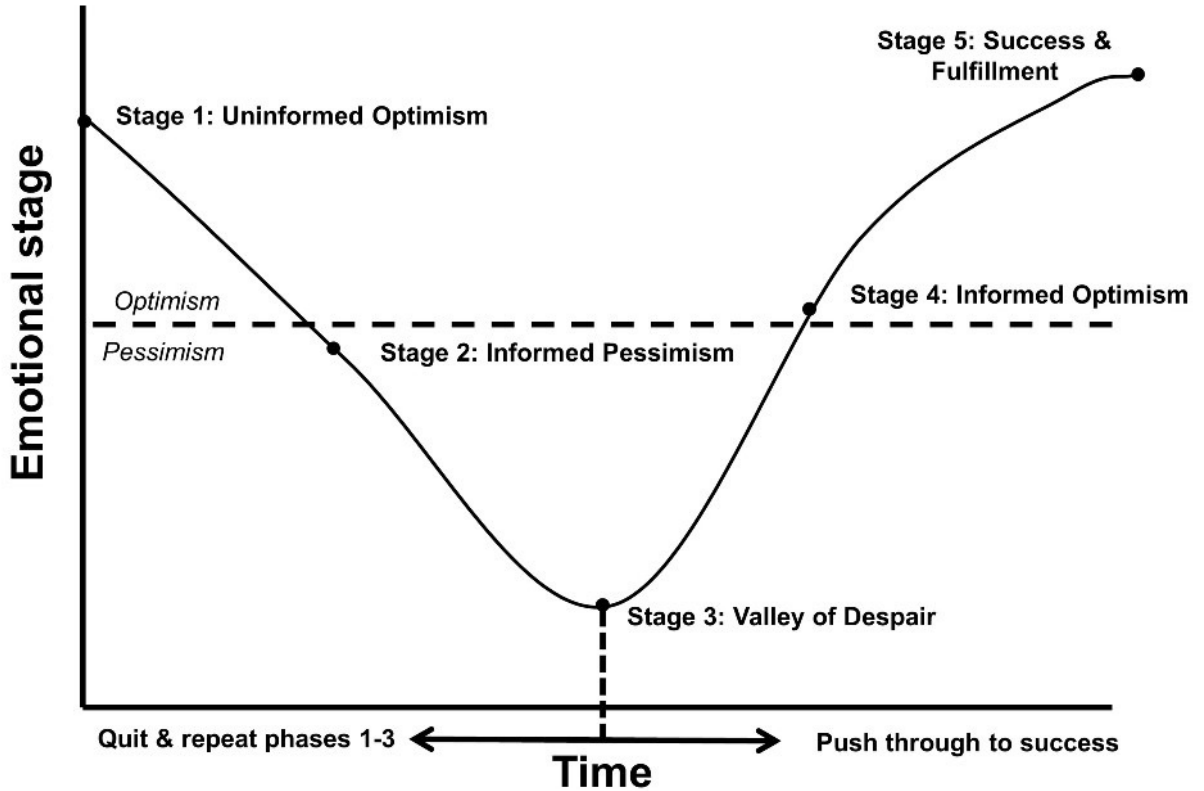 Stage 5: Success &
Fulfillment
Stage 1: Uninformed Optimism
Emotional stage
Optimism
Stage 4: Informed Optimism
Pessimism
Stage 2: Informed Pessimism
Stage 3: Valley of Despair
Quit & repeat phases 1-3
Push through to success
Time